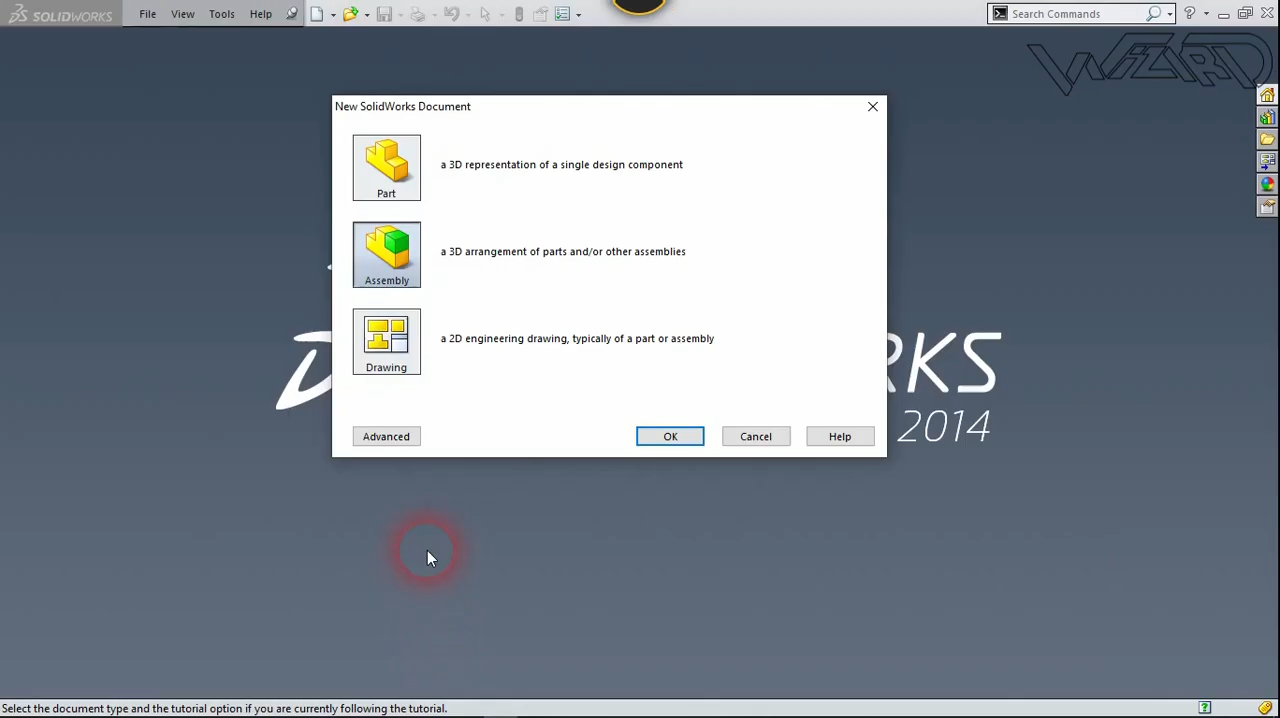 SOLIDWORKS File View Tools Help Search Commands
WIZARD
New SolidWorks Document
Part
a 3D representation of a single design component
Assembly
a 3D arrangement of parts and/or other assemblies
Drawing
a 2D engineering drawing, typically of a part or assembly
RKS
2014
Advanced OK Cancel Help
Select the document type and the tutorial option if you are currently following the tutorial.